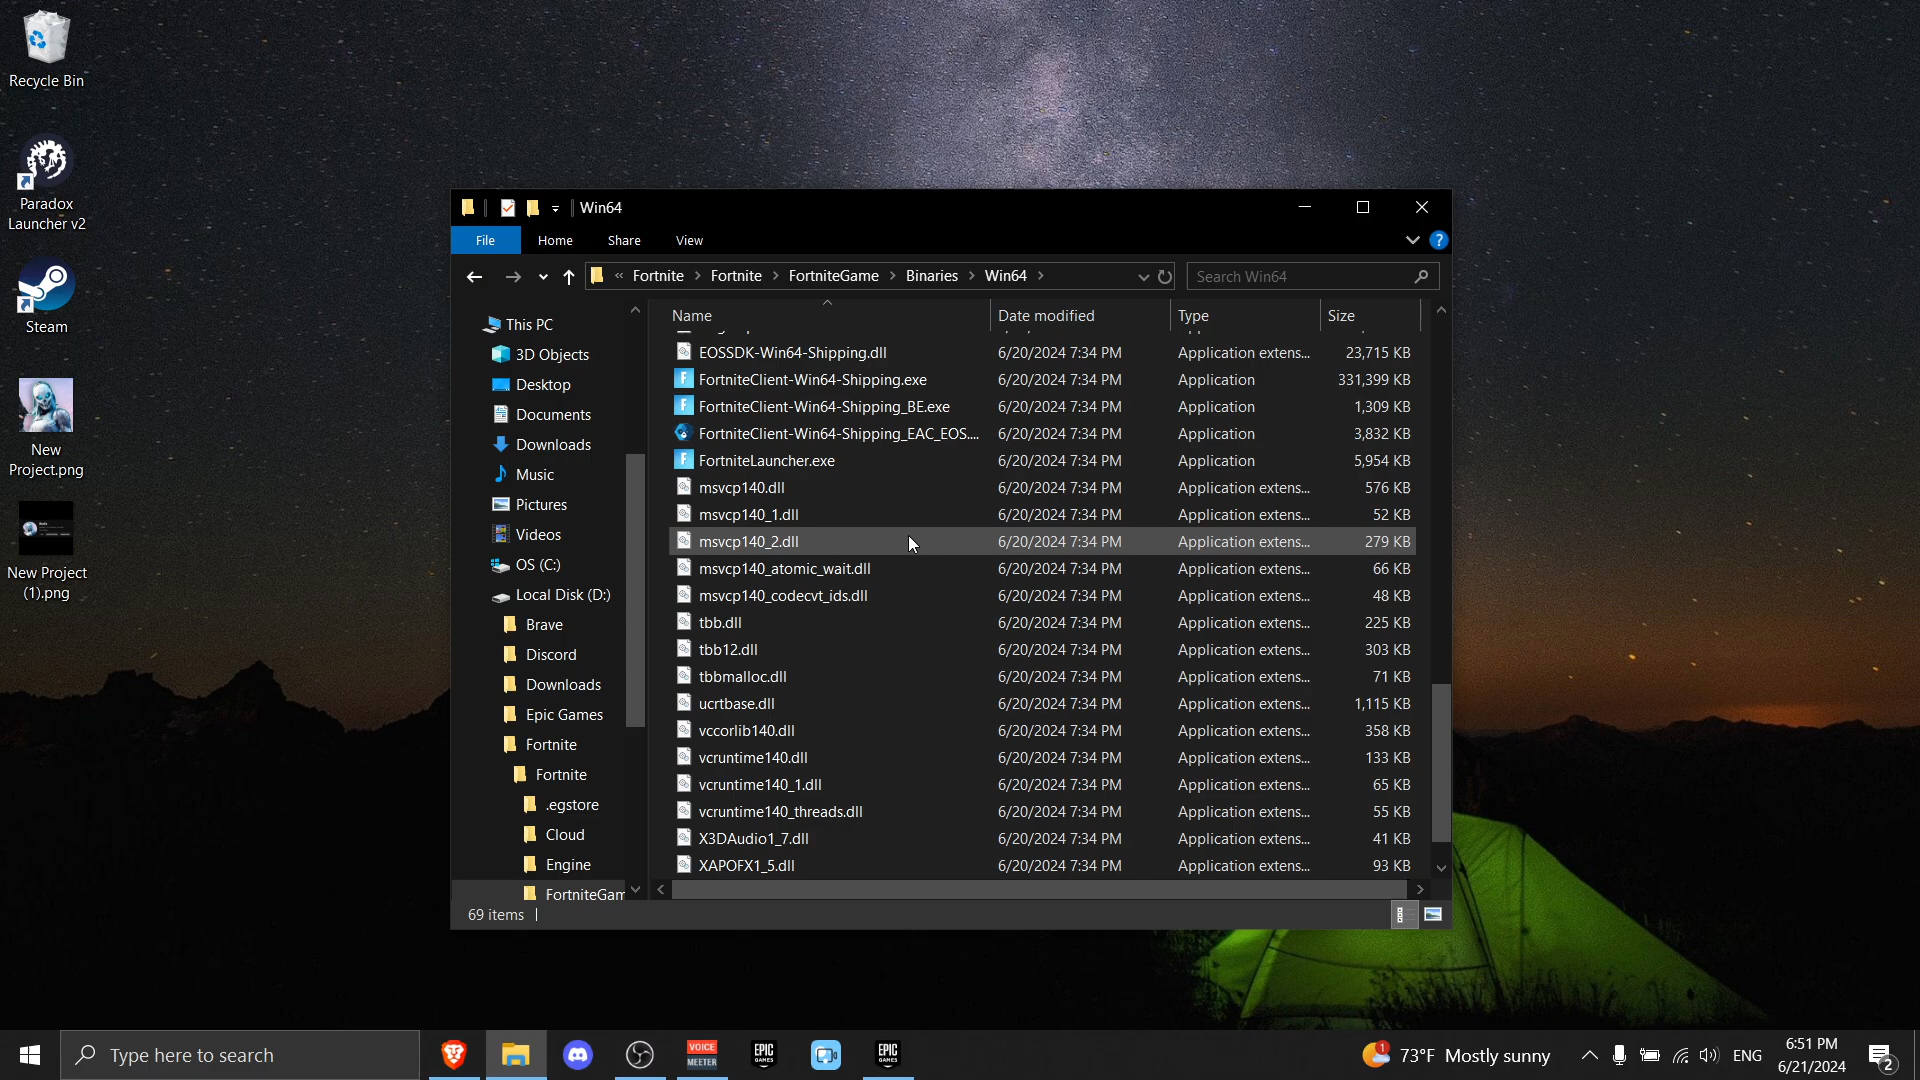 Recycle Bin
Paradox
Launcher v2
Steam
New
Project.png
New Project
(1).png
Win64
File Home Share View
« Fortnite > Fortnite > FortniteGame > Binaries > Win64 >
Search Win64
This PC
3D Objects
Desktop
Documents
Downloads
Music
Pictures
Videos
OS (C:)
Local Disk (D:)
Brave
Discord
Downloads
Epic Games
Fortnite
Fortnite
.egstore
Cloud
Engine
FortniteGam
Name Date modified Type Size
EOSSDK-Win64-Shipping.dll 6/20/2024 7:34 PM Application extens... 23,715 KB
FortniteClient-Win64-Shipping.exe 6/20/2024 7:34 PM Application 331,399 KB
FortniteClient-Win64-Shipping_BE.exe 6/20/2024 7:34 PM Application 1,309 KB
FortniteClient-Win64-Shipping_EAC_EOS.... 6/20/2024 7:34 PM Application 3,832 KB
FortniteLauncher.exe 6/20/2024 7:34 PM Application 5,954 KB
msvcp140.dll 6/20/2024 7:34 PM Application extens... 576 KB
msvcp140_1.dll 6/20/2024 7:34 PM Application extens... 52 KB
msvcp140_2.dll 6/20/2024 7:34 PM Application extens... 279 KB
msvcp140_atomic_wait.dll 6/20/2024 7:34 PM Application extens... 66 KB
msvcp140_codecvt_ids.dll 6/20/2024 7:34 PM Application extens... 48 KB
tbb.dll 6/20/2024 7:34 PM Application extens... 225 KB
tbb12.dll 6/20/2024 7:34 PM Application extens... 303 KB
tbbmalloc.dll 6/20/2024 7:34 PM Application extens... 71 KB
ucrtbase.dll 6/20/2024 7:34 PM Application extens... 1,115 KB
vccorlib140.dll 6/20/2024 7:34 PM Application extens... 358 KB
vcruntime140.dll 6/20/2024 7:34 PM Application extens... 133 KB
vcruntime140_1.dll 6/20/2024 7:34 PM Application extens... 65 KB
vcruntime140_threads.dll 6/20/2024 7:34 PM Application extens... 55 KB
X3DAudio1_7.dll 6/20/2024 7:34 PM Application extens... 41 KB
XAPOFX1_5.dll 6/20/2024 7:34 PM Application extens... 93 KB
69 items
Type here to search
VOICE
MEETER
EPIC
GAMES
EPIC
GAMES
1
73°F Mostly sunny
ENG
6:51 PM
6/21/2024
2